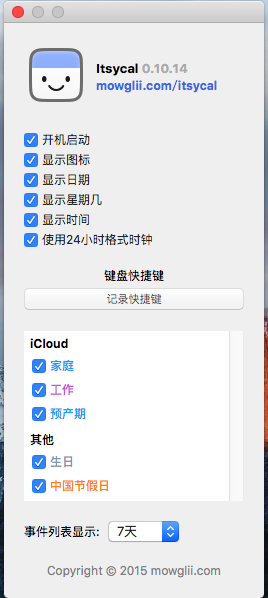 Itsycal 0.10.14
mowglii.com/itsycal
开机启动
显示图标
显示日期
显示星期几
显示时间
使用24小时格式时钟
键盘快捷键
记录快捷键
iCloud
家庭
工作
预产期
其他
生日
中国节假日
事件列表显示: 7天
Copyright © 2015 mowglii.com